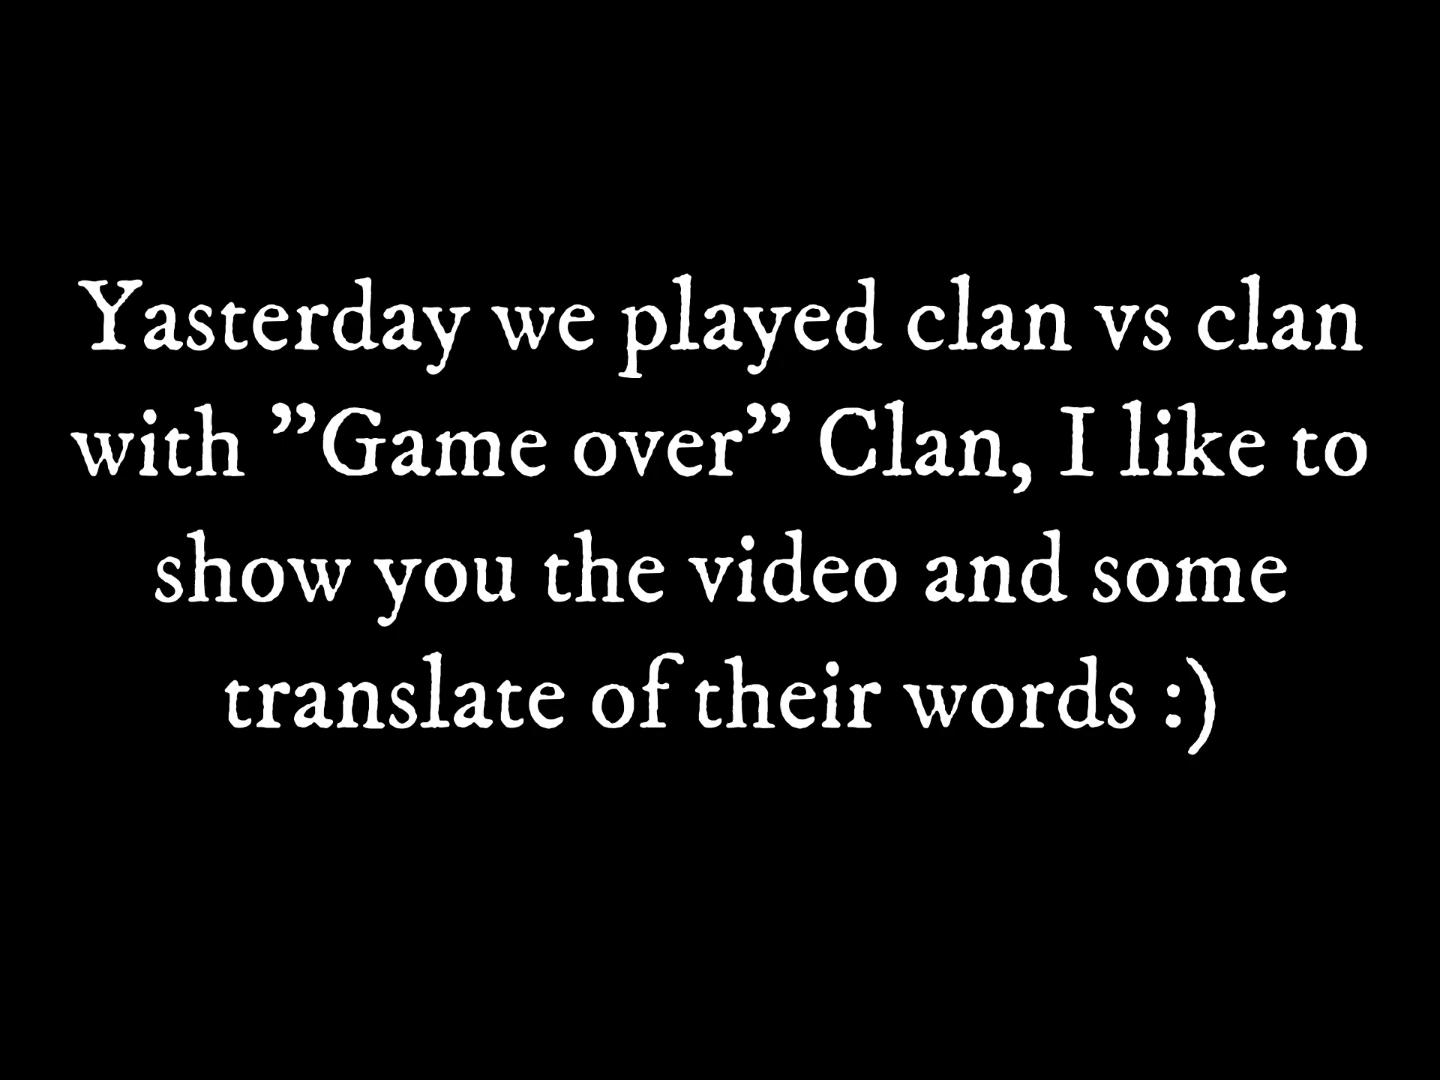 Yasterday we played clan vs clan
with ”Game over” Clan, I like to
show you the video and some
translate of their words :)